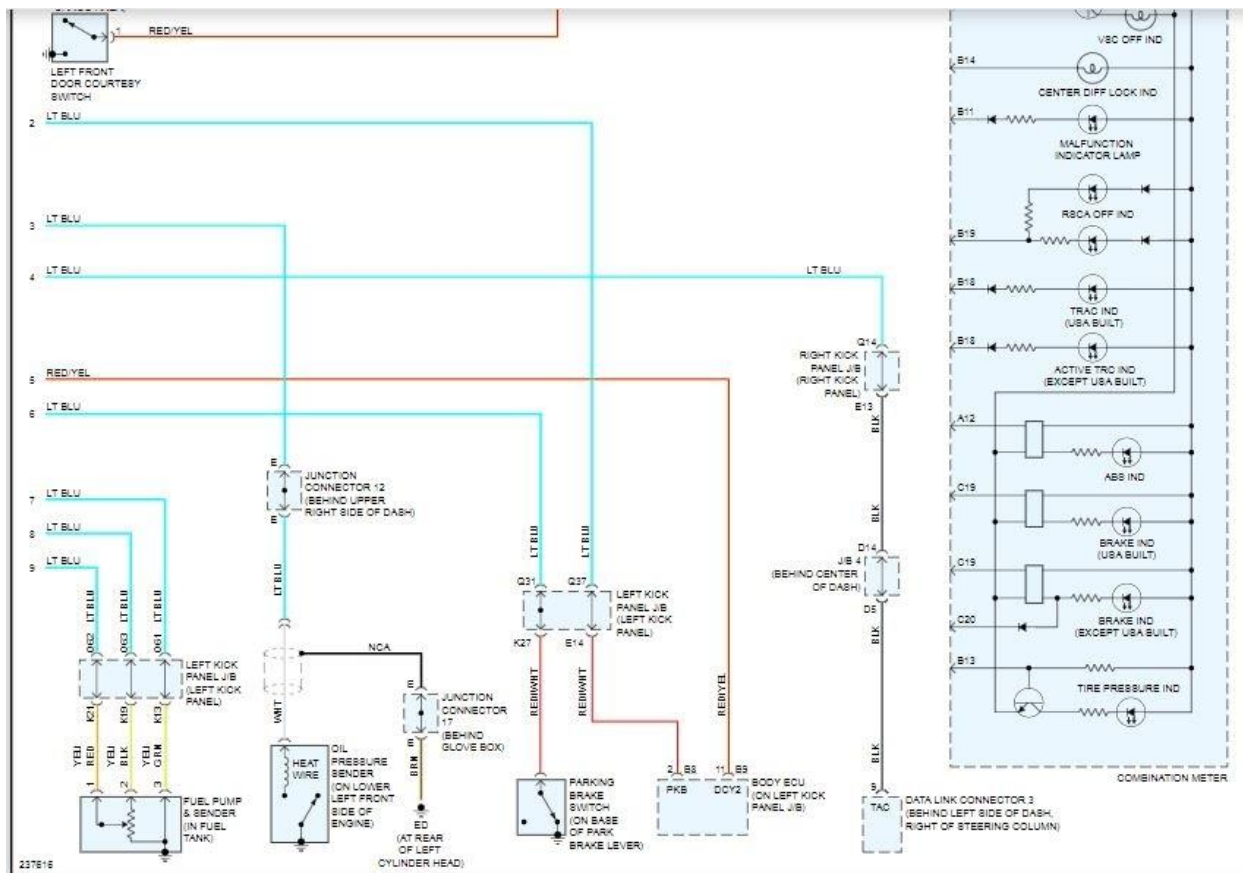 1
RED/YEL
LEFT FRONT
DOOR COURTESY
SWITCH
2 LT BLU
3 LT BLU
4 LT BLU
LT BLU
5 RED/YEL
6 LT BLU
7 LT BLU
8 LT BLU
9 LT BLU
E
JUNCTION
CONNECTOR 12
(BEHIND UPPER
RIGHT SIDE OF DASH)
E
LT BLU
LT BLU
LT BLU
LT BLU
LT BLU
LT BLU
O62
O63
O61
LEFT KICK
PANEL J/B
(LEFT KICK
PANEL)
K21
K19
K13
YEL
RED
YEL
BLK
YEL
GRN
1
2
3
FUEL PUMP
& SENDER
(IN FUEL
TANK)
WHT
NCA
HEAT
WIRE
OIL
PRESSURE
SENDER
(ON LOWER
LEFT FRONT
SIDE OF
ENGINE)
E
JUNCTION
CONNECTOR
17
(BEHIND
GLOVE BOX)
E
BRN
ED
(AT REAR
OF LEFT
CYLINDER HEAD)
Q31
Q37
LEFT KICK
PANEL J/B
(LEFT KICK
PANEL)
K27
E14
RED/WHT
RED/WHT
RED/YEL
PARKING
BRAKE
SWITCH
(ON BASE
OF PARK
BRAKE LEVER)
2 B8
11 B9
PKB
DCY2
BODY ECU
(ON LEFT KICK
PANEL J/B)
Q14
RIGHT KICK
PANEL J/B
(RIGHT KICK
PANEL)
E13
BLK
BLK
D14
J/B 4
(BEHIND CENTER
OF DASH)
D5
BLK
BLK
TAC
DATA LINK CONNECTOR 3
(BEHIND LEFT SIDE OF DASH,
RIGHT OF STEERING COLUMN)
VSC OFF IND
B14
CENTER DIFF LOCK IND
B11
MALFUNCTION
INDICATOR LAMP
RSCA OFF IND
B19
B18
TRAC IND
(USA BUILT)
B18
ACTIVE TRC IND
(EXCEPT USA BUILT)
A12
ABS IND
C19
BRAKE IND
(USA BUILT)
C19
BRAKE IND
(EXCEPT USA BUILT)
C20
B13
TIRE PRESSURE IND
COMBINATION METER
237616